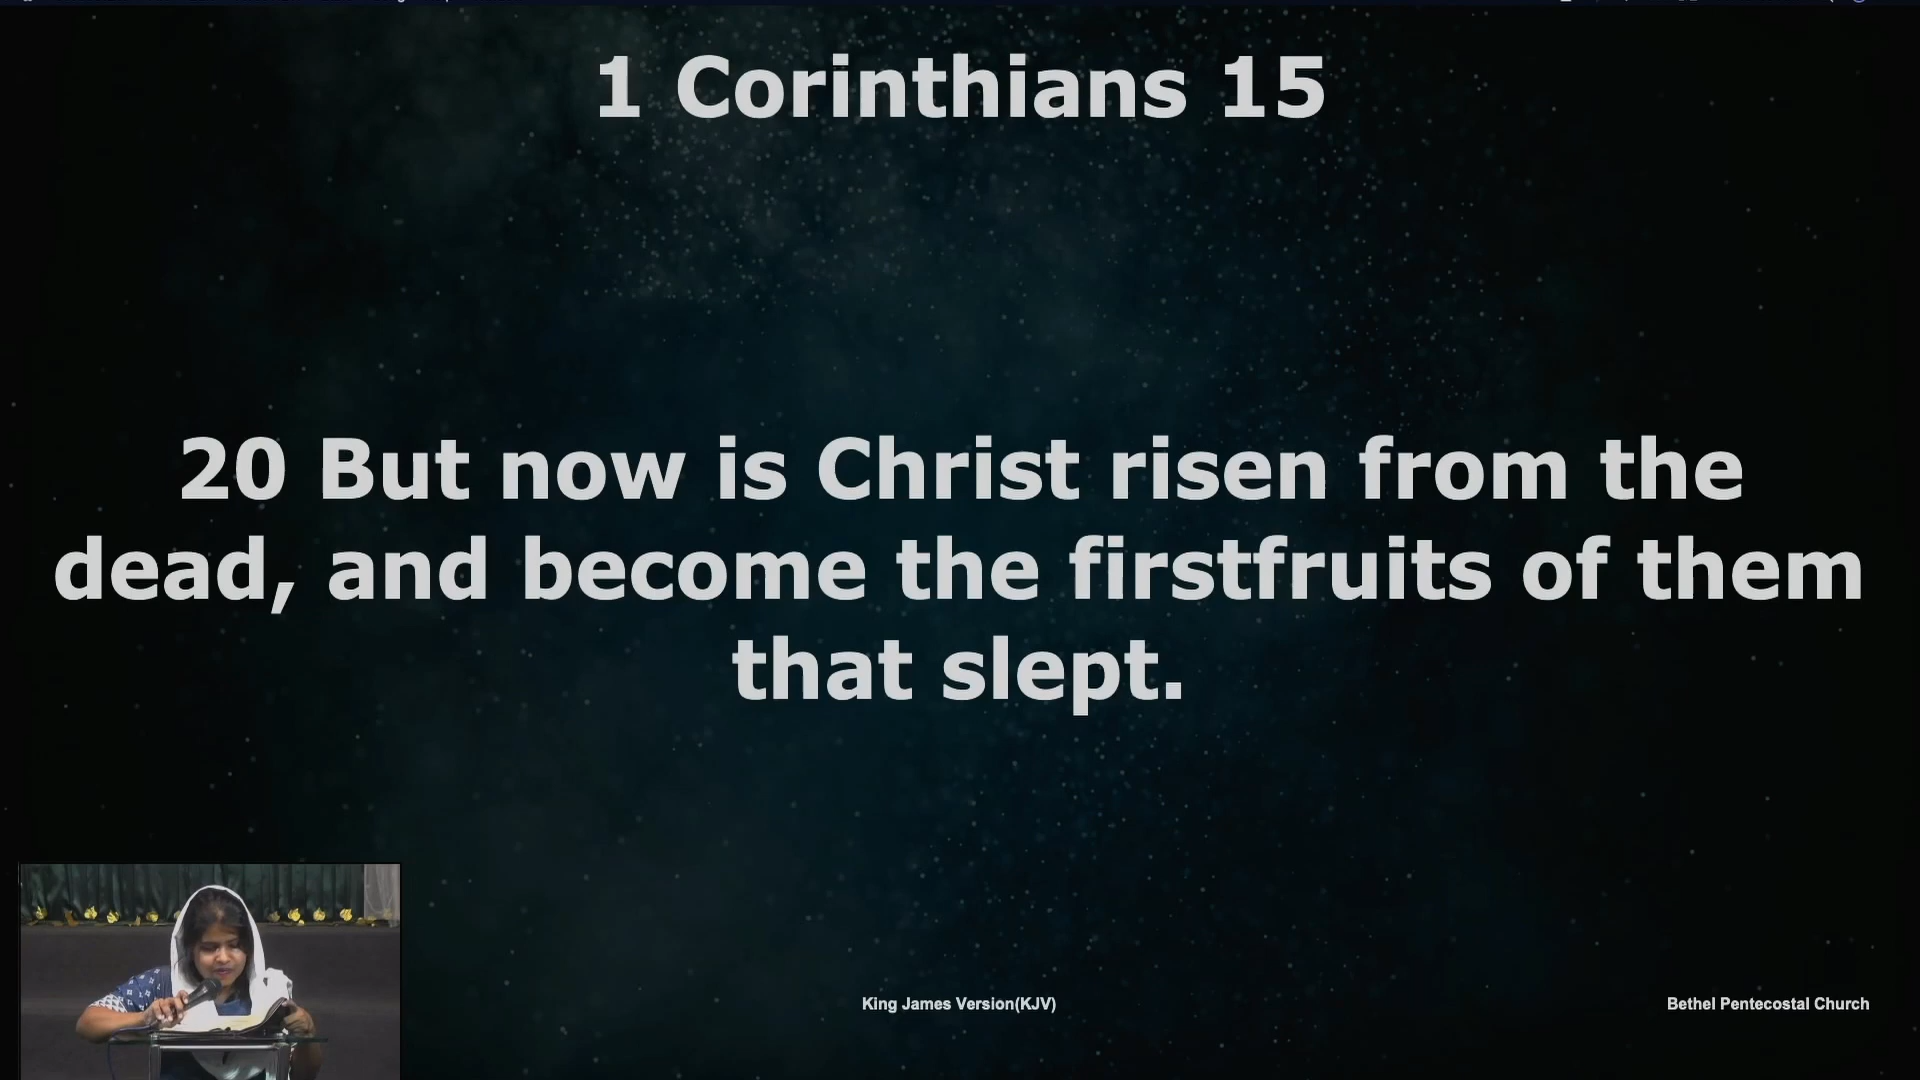 1 Corinthians 15
20 But now is Christ risen from the
dead, and become the firstfruits of them
that slept.
King James Version(KJV)
Bethel Pentecostal Church